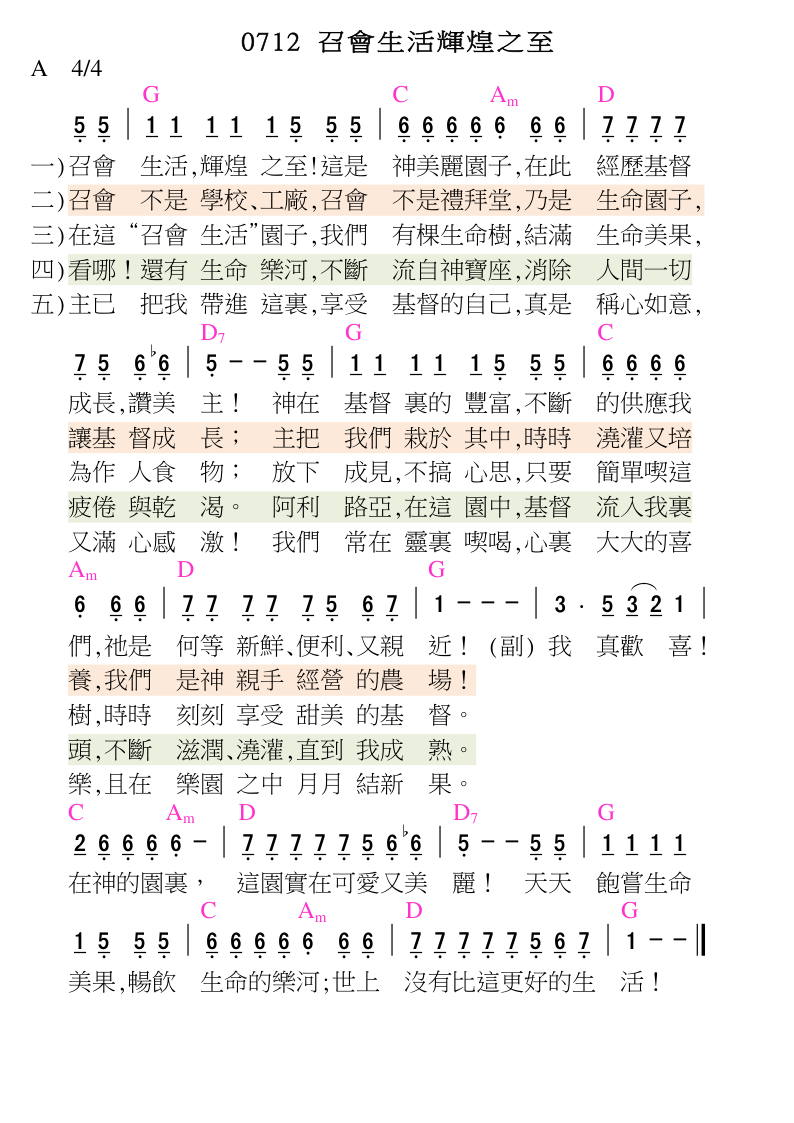 0712 召會生活輝煌之至
A 4/4
G C Am D
5 5 | 1 1 1 1 1 5 5 5 | 6 6 6 6 6 6 6 | 7 7 7 7
一)召會 生活,輝煌 之至!這是 神美麗園子,在此 經歷基督
二)召會 不是 學校、工廠,召會 不是禮拜堂,乃是 生命園子,
三)在這 “召會 生活”園子,我們 有棵生命樹,結滿 生命美果,
四)看哪!還有 生命 樂河,不斷 流自神寶座,消除 人間一切
五)主已 把我 帶進 這裏,享受 基督的自己,真是 稱心如意,
D7 G C
7 5 6 ♭6 | 5 – – 5 5 | 1 1 1 1 1 5 5 5 | 6 6 6 6
成長,讚美 主! 神在 基督 裏的 豐富,不斷 的供應我
讓基 督成 長; 主把 我們 栽於 其中,時時 澆灌又培
為作 人食 物; 放下 成見,不搞 心思,只要 簡單喫這
疲倦 與乾 渴。 阿利 路亞,在這 園中,基督 流入我裏
又滿 心感 激! 我們 常在 靈裏 喫喝,心裏 大大的喜
Am D G
6 6 6 | 7 7 7 7 7 5 6 7 | 1 – – – | 3 . 5 3 2 1 |
們,祂是 何等 新鮮、便利、又親 近! (副) 我 真歡 喜!
養,我們 是神 親手 經營 的農 場!
樹,時時 刻刻 享受 甜美 的基 督。
頭,不斷 滋潤、澆灌,直到 我成 熟。
樂,且在 樂園 之中 月月 結新 果。
C Am D D7 G
2 6 6 6 6 – | 7 7 7 7 7 5 6 ♭6 | 5 – – 5 5 | 1 1 1 1
在神的園裏, 這園實在可愛又美 麗! 天天 飽嘗生命
C Am D G
1 5 5 5 | 6 6 6 6 6 6 6 | 7 7 7 7 7 5 6 7 | 1 – – ‖
美果,暢飲 生命的樂河;世上 沒有比這更好的生 活!